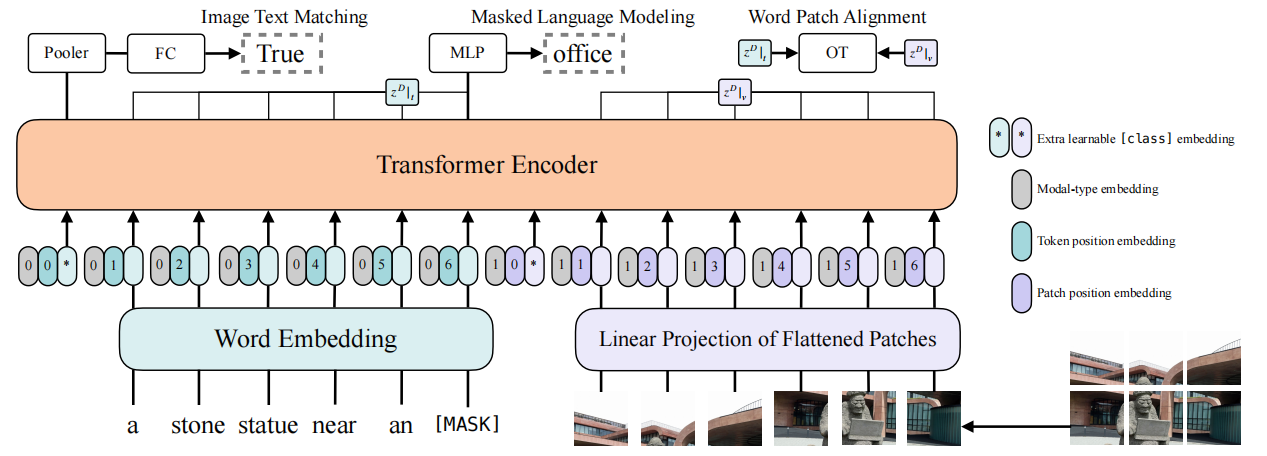 Image Text Matching
Masked Language Modeling
Word Patch Alignment
Pooler
FC
True
MLP
office
z^D|_t
OT
z^D|_v
z^D|_t
z^D|_v
Transformer Encoder
0 0 * 0 1 0 2 0 3 0 4 0 5 0 6 1 0 * 1 1 1 2 1 3 1 4 1 5 1 6
Word Embedding
Linear Projection of Flattened Patches
a stone statue near an [MASK]
* * Extra learnable [class] embedding
Modal-type embedding
Token position embedding
Patch position embedding